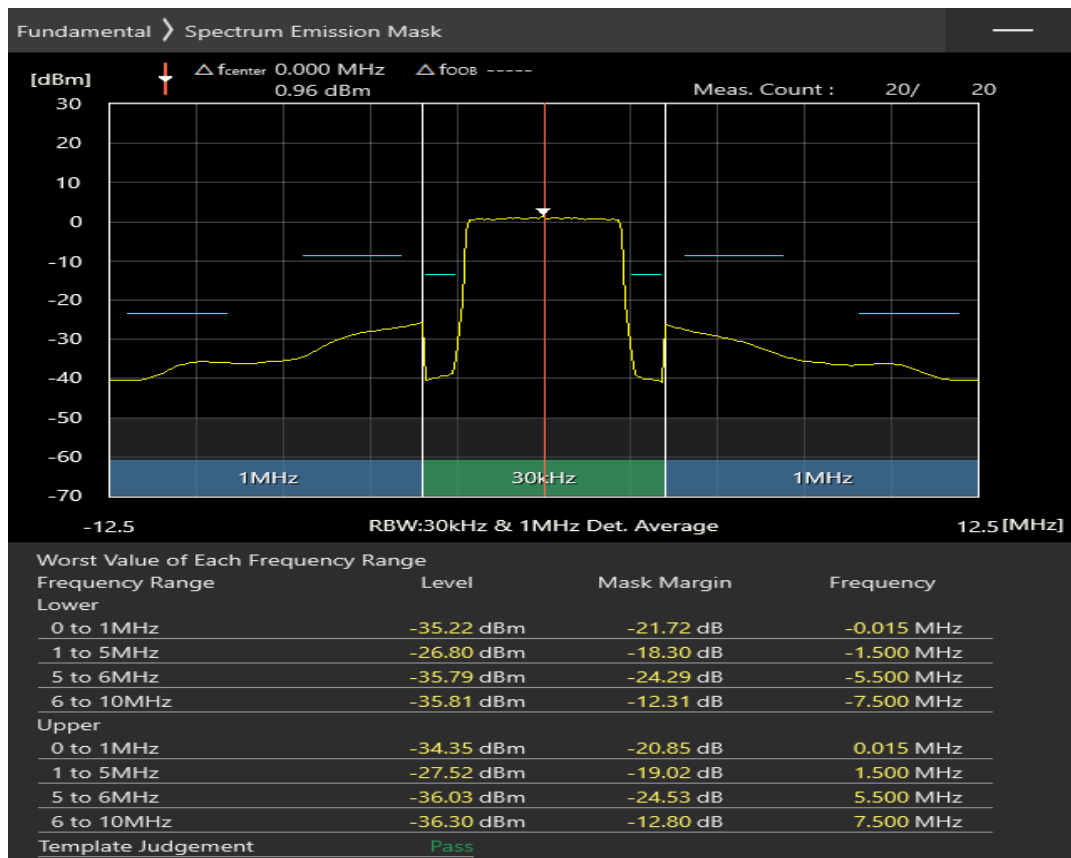 Fundamental ❯ Spectrum Emission Mask
[dBm] △ fcenter 0.000 MHz △ fOOB -----
0.96 dBm Meas. Count : 20/ 20
30
20
10
0
-10
-20
-30
-40
-50
-60
1MHz 30kHz 1MHz
-70
-12.5 RBW:30kHz & 1MHz Det. Average 12.5 [MHz]
Worst Value of Each Frequency Range
Frequency Range Level Mask Margin Frequency
Lower
0 to 1MHz -35.22 dBm -21.72 dB -0.015 MHz
1 to 5MHz -26.80 dBm -18.30 dB -1.500 MHz
5 to 6MHz -35.79 dBm -24.29 dB -5.500 MHz
6 to 10MHz -35.81 dBm -12.31 dB -7.500 MHz
Upper
0 to 1MHz -34.35 dBm -20.85 dB 0.015 MHz
1 to 5MHz -27.52 dBm -19.02 dB 1.500 MHz
5 to 6MHz -36.03 dBm -24.53 dB 5.500 MHz
6 to 10MHz -36.30 dBm -12.80 dB 7.500 MHz
Template Judgement Pass